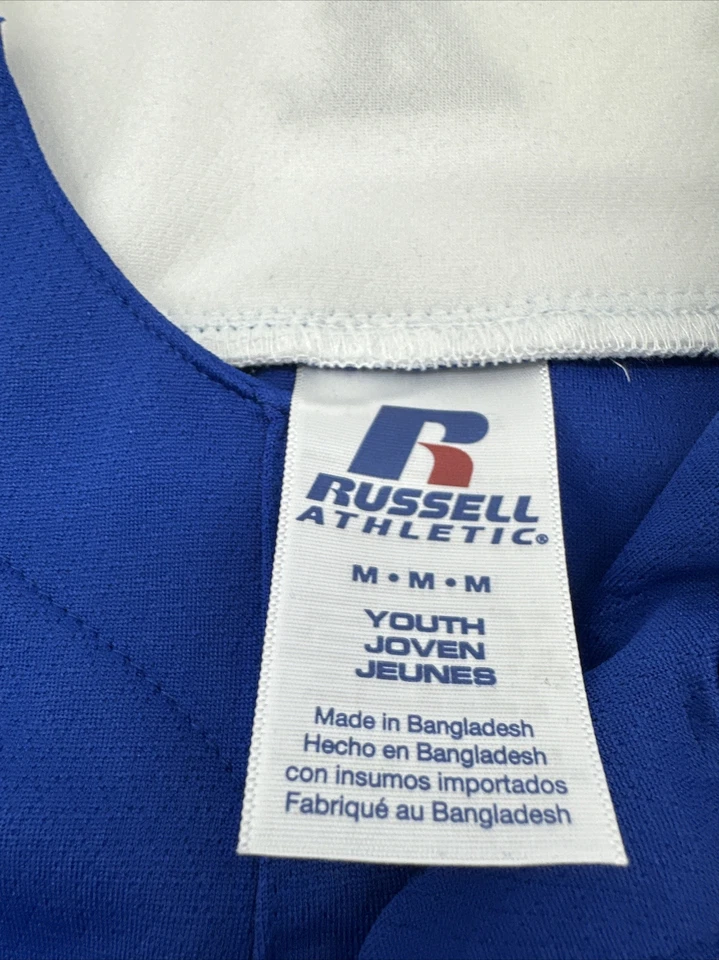 R
RUSSELL
ATHLETIC®
M • M • M
YOUTH
JOVEN
JEUNES
Made in Bangladesh
Hecho en Bangladesh
con insumos importados
Fabriqué au Bangladesh